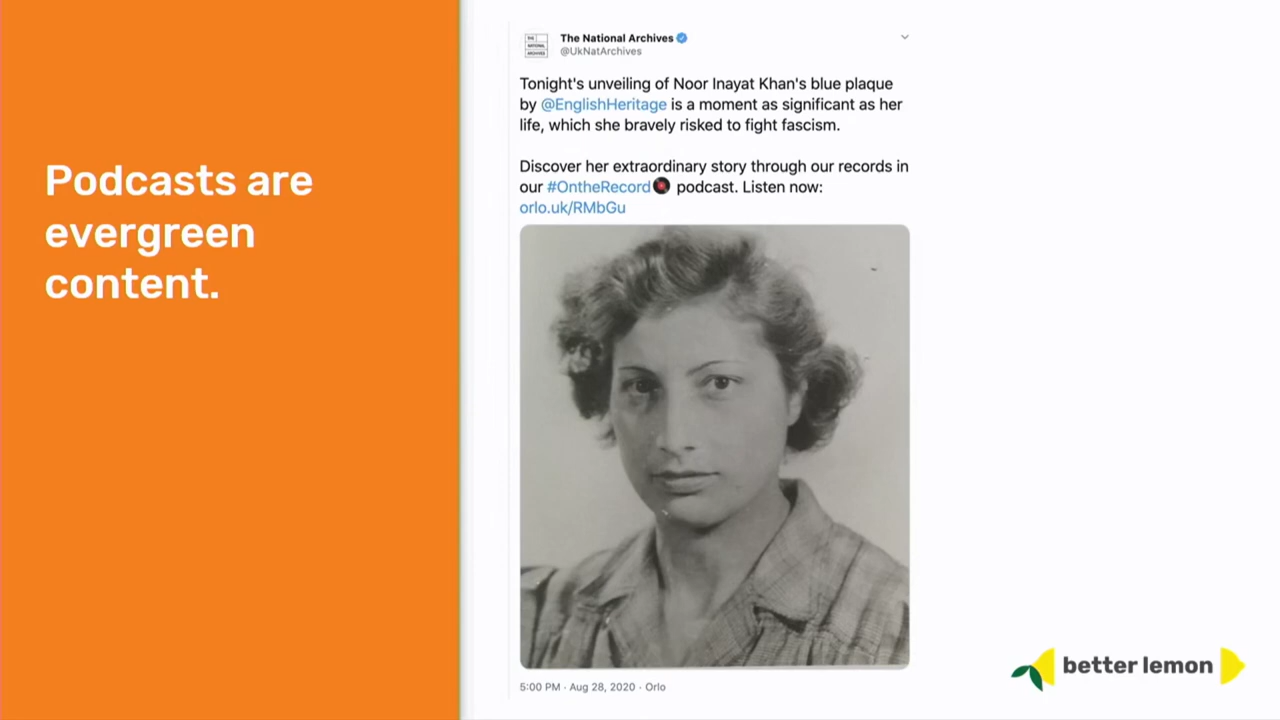 Podcasts are
evergreen
content.
The National Archives
@UkNatArchives
Tonight's unveiling of Noor Inayat Khan's blue plaque
by @EnglishHeritage is a moment as significant as her
life, which she bravely risked to fight fascism.
Discover her extraordinary story through our records in
our #OntheRecord podcast. Listen now:
orlo.uk/RMbGu
5:00 PM · Aug 28, 2020 · Orlo
THE
NATIONAL
ARCHIVES
better lemon